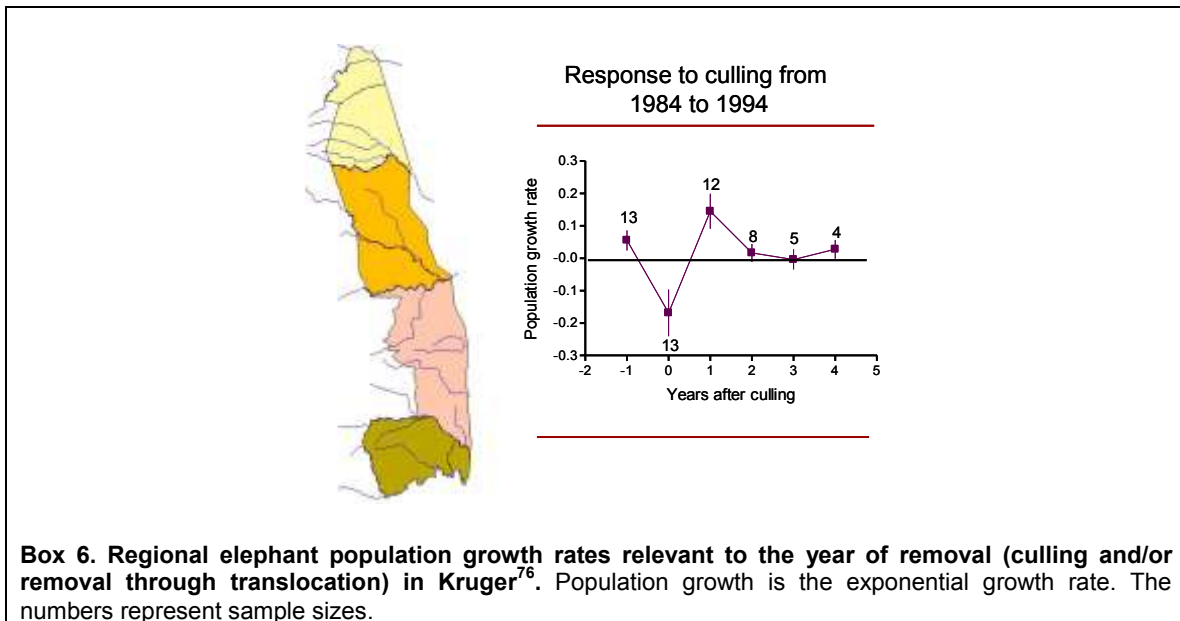 Response to culling from
1984 to 1994
Population growth rate
0.3
0.2
0.1
-0.0
-0.1
-0.2
-0.3
13
13
12
8
5
4
-2 -1 0 1 2 3 4 5
Years after culling
Box 6. Regional elephant population growth rates relevant to the year of removal (culling and/or
removal through translocation) in Kruger76. Population growth is the exponential growth rate. The
numbers represent sample sizes.